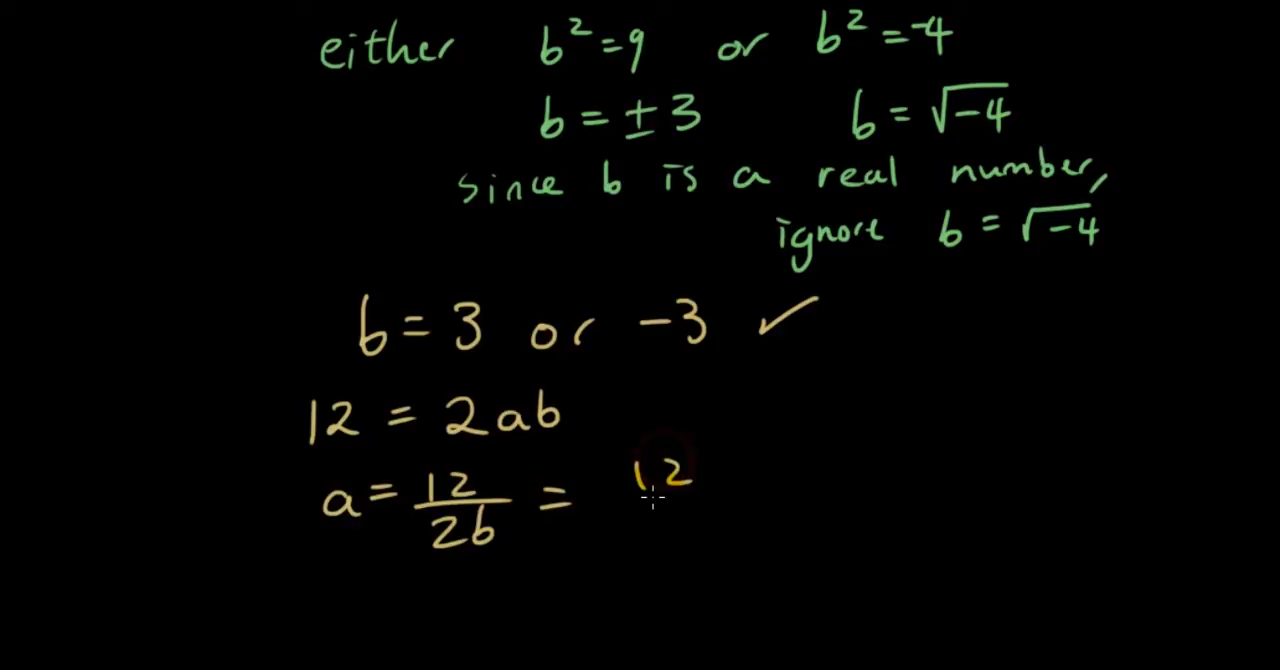 either b² = 9 or b² = -4
b = ± 3 b = √-4
since b is a real number,
ignore b = √-4
b = 3 or -3 ✓
12 = 2ab
a = 12/2b = 12